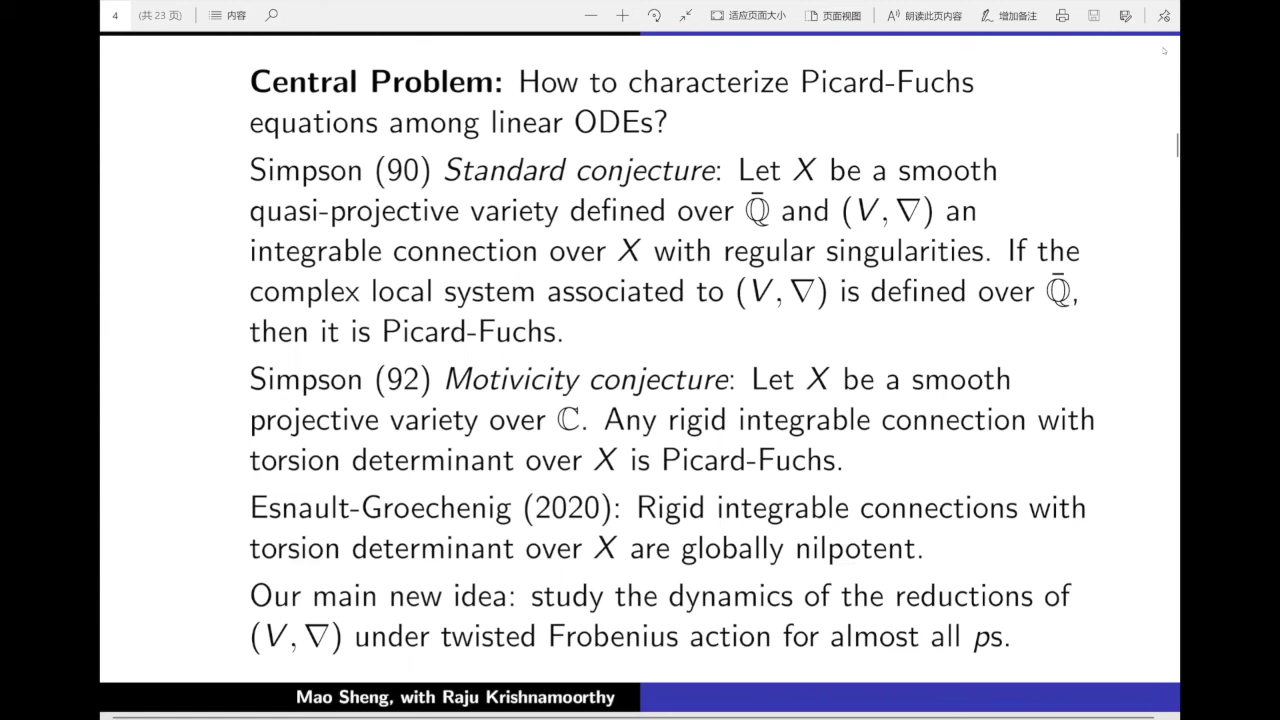 4 (共 23 页) 内容 适应页面大小 页面视图 朗读此页内容 增加备注
Central Problem: How to characterize Picard-Fuchs
equations among linear ODEs?
Simpson (90) Standard conjecture: Let X be a smooth
quasi-projective variety defined over ℚ̄ and (V, ∇) an
integrable connection over X with regular singularities. If the
complex local system associated to (V, ∇) is defined over ℚ̄,
then it is Picard-Fuchs.
Simpson (92) Motivicity conjecture: Let X be a smooth
projective variety over ℂ. Any rigid integrable connection with
torsion determinant over X is Picard-Fuchs.
Esnault-Groechenig (2020): Rigid integrable connections with
torsion determinant over X are globally nilpotent.
Our main new idea: study the dynamics of the reductions of
(V, ∇) under twisted Frobenius action for almost all ps.
Mao Sheng, with Raju Krishnamoorthy